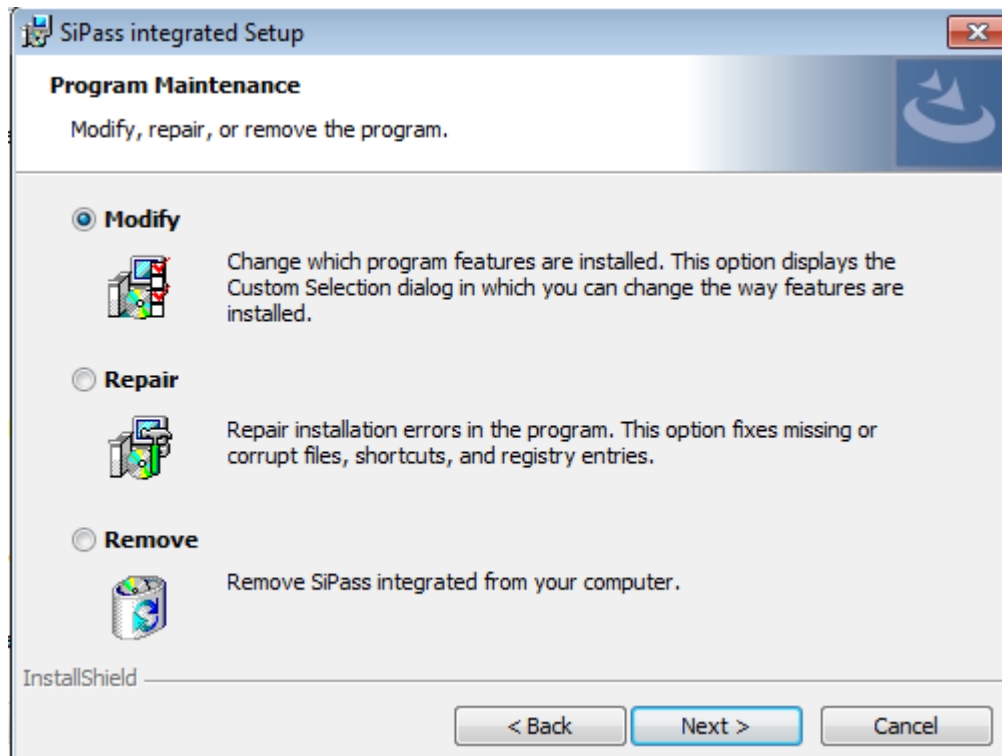 SiPass integrated Setup
Program Maintenance
Modify, repair, or remove the program.
Modify
Change which program features are installed. This option displays the
Custom Selection dialog in which you can change the way features are
installed.
Repair
Repair installation errors in the program. This option fixes missing or
corrupt files, shortcuts, and registry entries.
Remove
Remove SiPass integrated from your computer.
InstallShield
< Back
Next >
Cancel